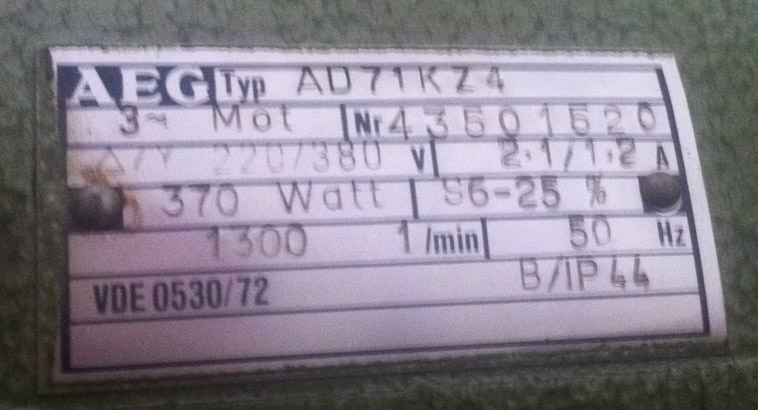 AEG Typ AD71KZ4
3~ Mot Nr 43501520
Δ/Y 220/380 V 2.1/1.2 A
370 Watt S6-25 %
1300 1/min 50 Hz
VDE 0530/72 B/IP44